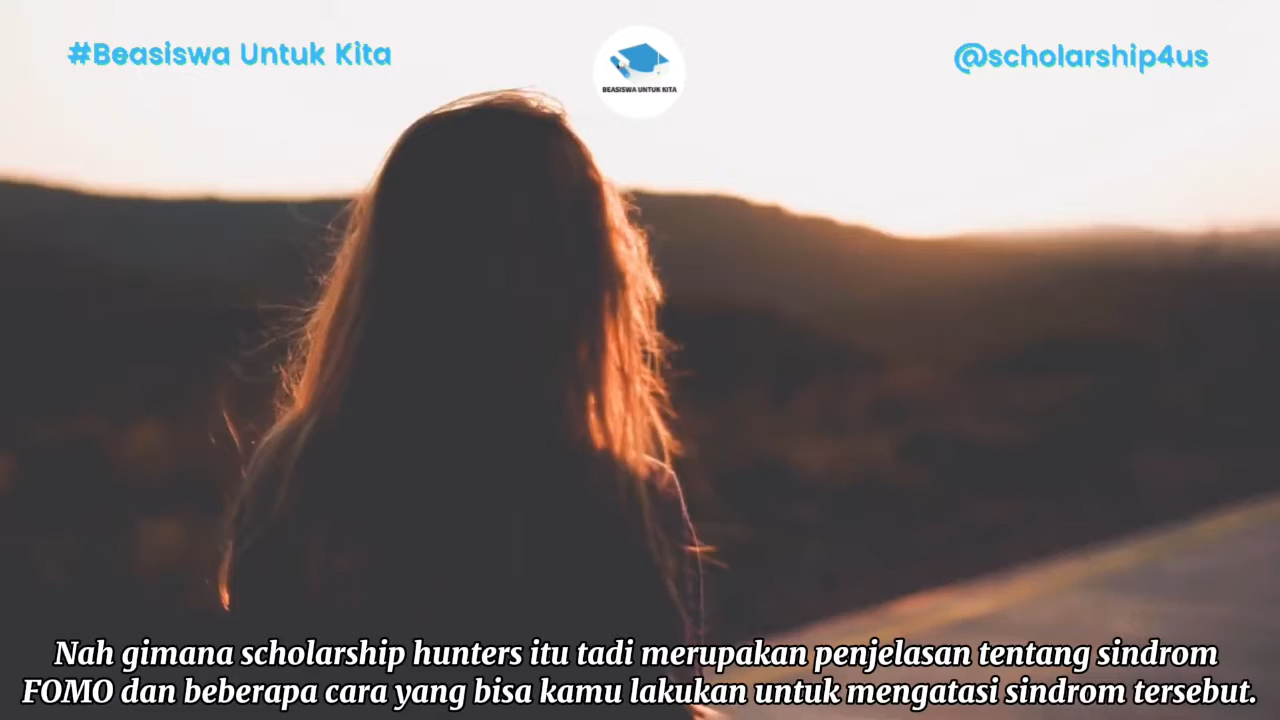 #Beasiswa Untuk Kita
BEASISWA UNTUK KITA
@scholarship4us
Nah gimana scholarship hunters itu tadi merupakan penjelasan tentang sindrom
FOMO dan beberapa cara yang bisa kamu lakukan untuk mengatasi sindrom tersebut.